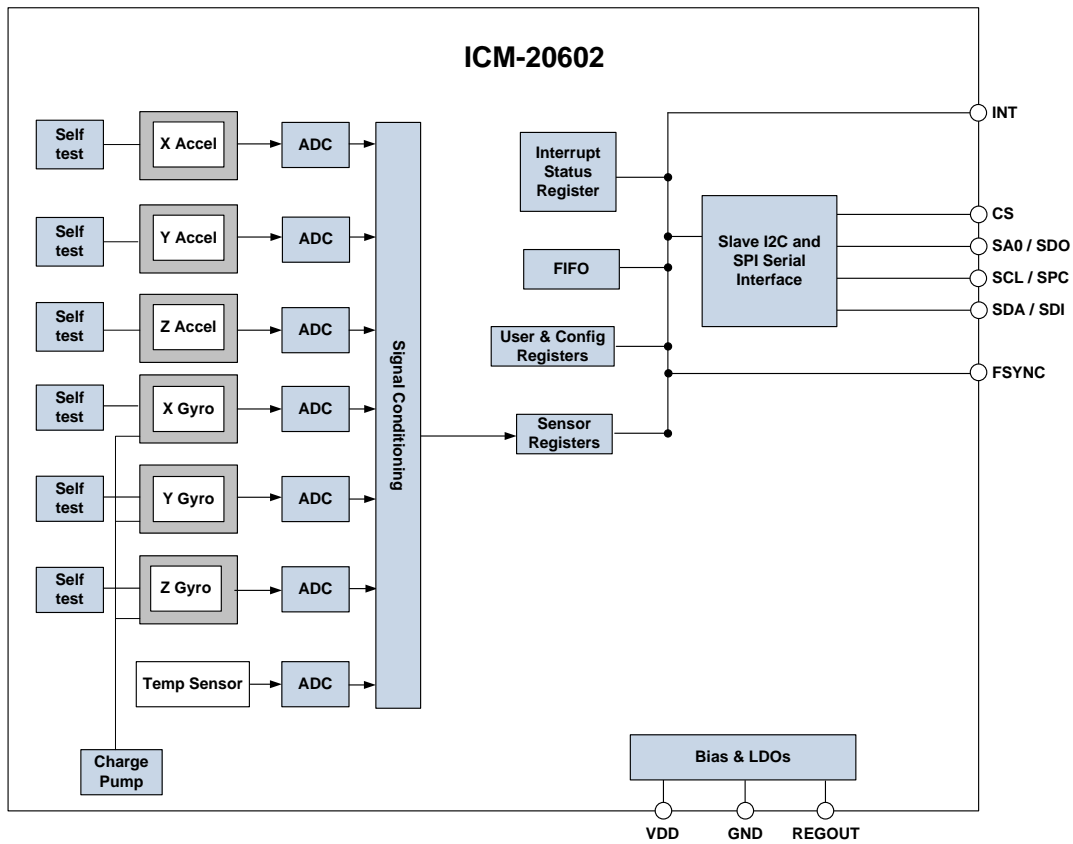 ICM-20602
Self
test
X Accel
ADC
Self
test
Y Accel
ADC
Self
test
Z Accel
ADC
Self
test
X Gyro
ADC
Self
test
Y Gyro
ADC
Self
test
Z Gyro
ADC
Temp Sensor
ADC
Charge
Pump
Signal Conditioning
Interrupt
Status
Register
FIFO
User & Config
Registers
Sensor
Registers
Slave I2C and
SPI Serial
Interface
INT
CS
SA0 / SDO
SCL / SPC
SDA / SDI
FSYNC
Bias & LDOs
VDD
GND
REGOUT